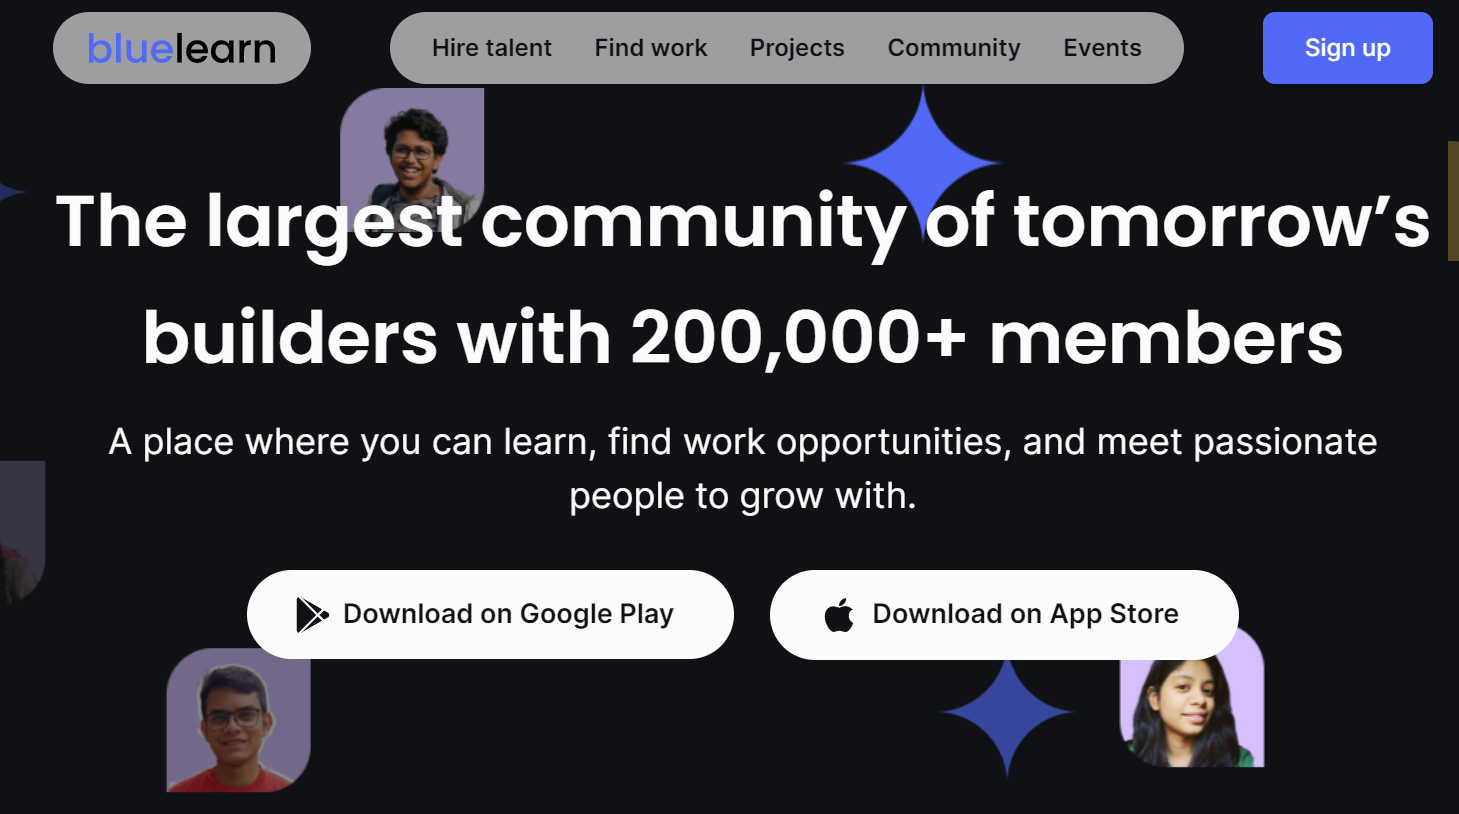 bluelearn
Hire talent Find work Projects Community Events
Sign up
The largest community of tomorrow’s
builders with 200,000+ members
A place where you can learn, find work opportunities, and meet passionate
people to grow with.
Download on Google Play
Download on App Store